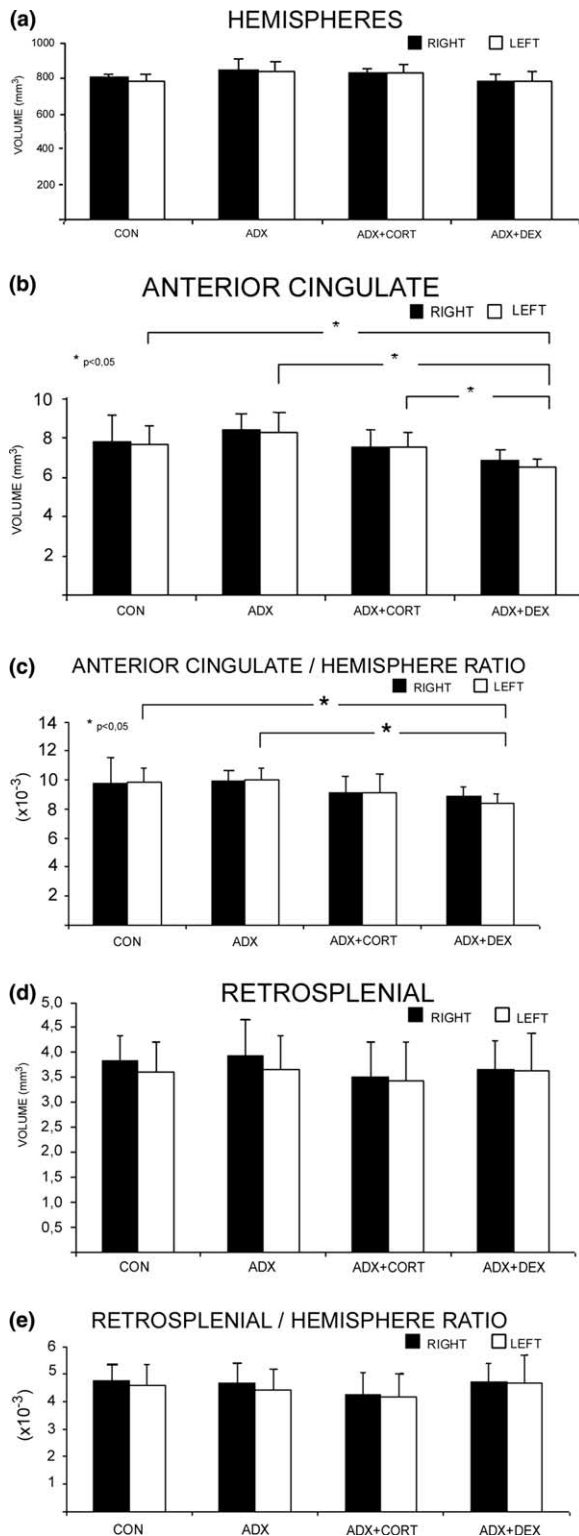 (a) HEMISPHERES
RIGHT LEFT
VOLUME (mm³)
1000
800
600
400
200
CON ADX ADX+CORT ADX+DEX
(b) ANTERIOR CINGULATE
RIGHT LEFT
*
* p<0,05
*
*
VOLUME (mm³)
10
8
6
4
2
CON ADX ADX+CORT ADX+DEX
(c) ANTERIOR CINGULATE / HEMISPHERE RATIO
RIGHT LEFT
*
* p<0,05
*
(x10⁻³)
14
12
10
8
6
4
2
CON ADX ADX+CORT ADX+DEX
(d) RETROSPLENIAL
RIGHT LEFT
VOLUME (mm³)
5,0
4,5
4,0
3,5
3,0
2,5
2,0
1,5
1,0
0,5
CON ADX ADX+CORT ADX+DEX
(e) RETROSPLENIAL / HEMISPHERE RATIO
RIGHT LEFT
(x10⁻³)
6
5
4
3
2
1
CON ADX ADX+CORT ADX+DEX